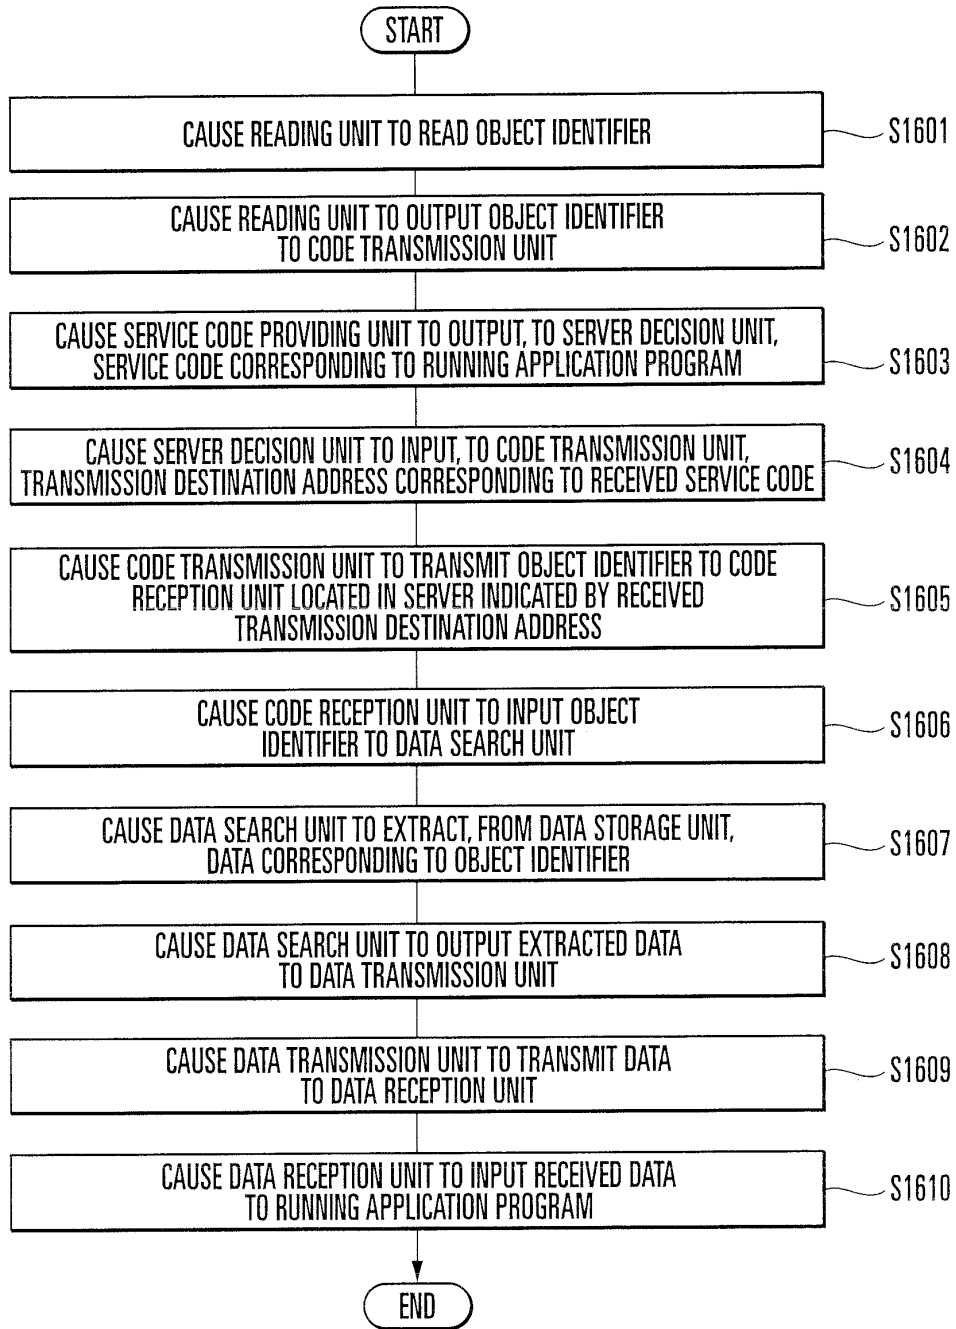 START
CAUSE READING UNIT TO READ OBJECT IDENTIFIER
S1601
CAUSE READING UNIT TO OUTPUT OBJECT IDENTIFIER
TO CODE TRANSMISSION UNIT
S1602
CAUSE SERVICE CODE PROVIDING UNIT TO OUTPUT, TO SERVER DECISION UNIT,
SERVICE CODE CORRESPONDING TO RUNNING APPLICATION PROGRAM
S1603
CAUSE SERVER DECISION UNIT TO INPUT, TO CODE TRANSMISSION UNIT,
TRANSMISSION DESTINATION ADDRESS CORRESPONDING TO RECEIVED SERVICE CODE
S1604
CAUSE CODE TRANSMISSION UNIT TO TRANSMIT OBJECT IDENTIFIER TO CODE
RECEPTION UNIT LOCATED IN SERVER INDICATED BY RECEIVED
TRANSMISSION DESTINATION ADDRESS
S1605
CAUSE CODE RECEPTION UNIT TO INPUT OBJECT
IDENTIFIER TO DATA SEARCH UNIT
S1606
CAUSE DATA SEARCH UNIT TO EXTRACT, FROM DATA STORAGE UNIT,
DATA CORRESPONDING TO OBJECT IDENTIFIER
S1607
CAUSE DATA SEARCH UNIT TO OUTPUT EXTRACTED DATA
TO DATA TRANSMISSION UNIT
S1608
CAUSE DATA TRANSMISSION UNIT TO TRANSMIT DATA
TO DATA RECEPTION UNIT
S1609
CAUSE DATA RECEPTION UNIT TO INPUT RECEIVED DATA
TO RUNNING APPLICATION PROGRAM
S1610
END